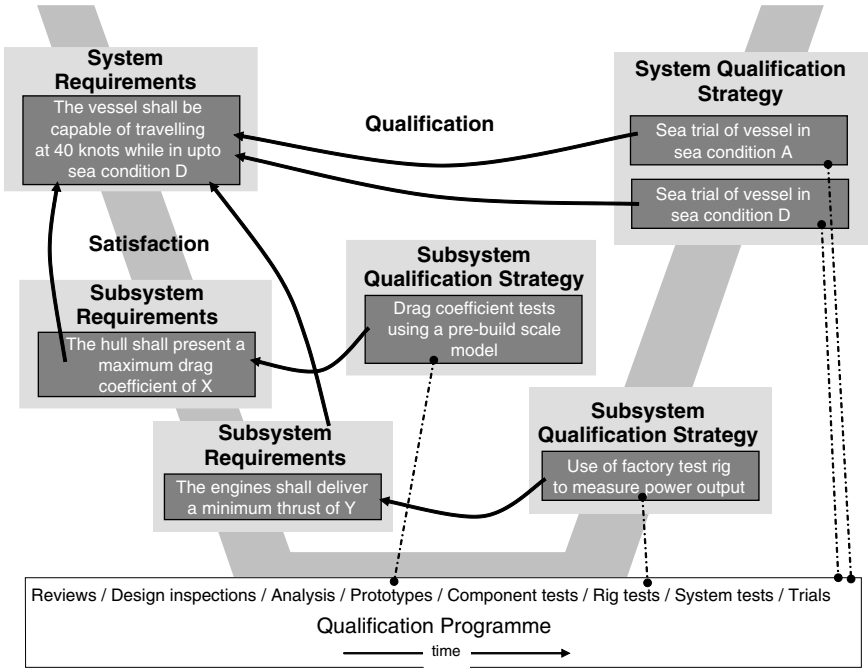 System
Requirements
The vessel shall be
capable of travelling
at 40 knots while in upto
sea condition D
Qualification
System Qualification
Strategy
Sea trial of vessel in
sea condition A
Sea trial of vessel in
sea condition D
Satisfaction
Subsystem
Requirements
The hull shall present a
maximum drag
coefficient of X
Subsystem
Qualification Strategy
Drag coefficient tests
using a pre-build scale
model
Subsystem
Requirements
The engines shall deliver
a minimum thrust of Y
Subsystem
Qualification Strategy
Use of factory test rig
to measure power output
Reviews / Design inspections / Analysis / Prototypes / Component tests / Rig tests / System tests / Trials
Qualification Programme
time